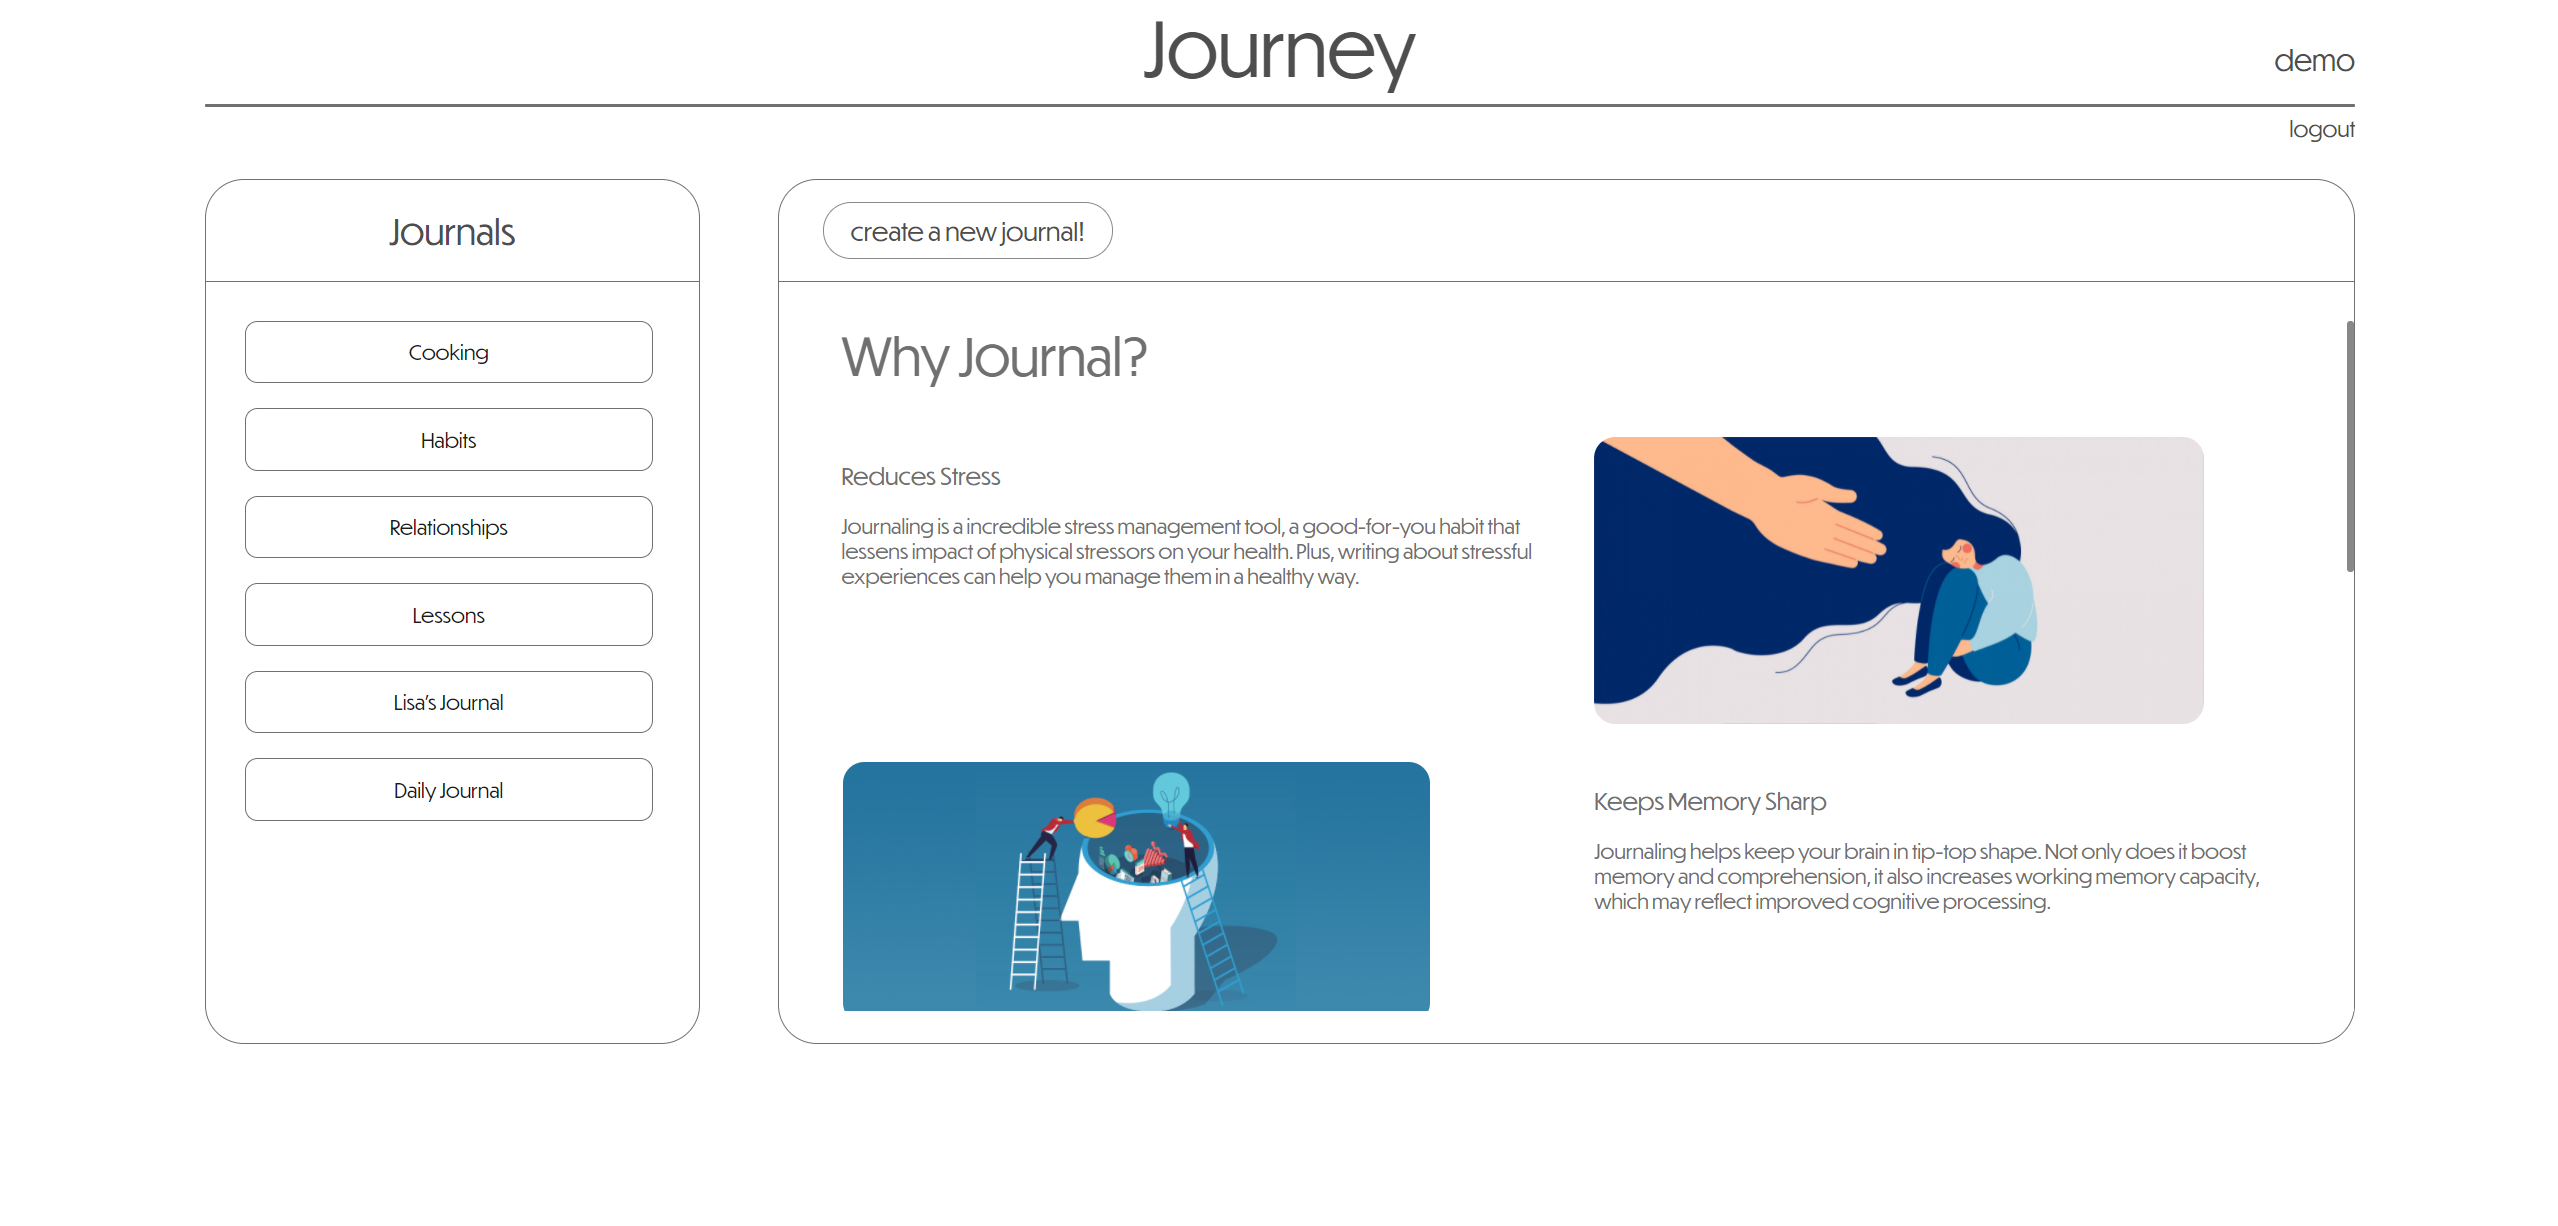 Journey
demo
logout
Journals
Cooking
Habits
Relationships
Lessons
Lisa's Journal
Daily Journal
create a new journal!
Why Journal?
Reduces Stress
Journaling is a incredible stress management tool, a good-for-you habit that
lessens impact of physical stressors on your health. Plus, writing about stressful
experiences can help you manage them in a healthy way.
Keeps Memory Sharp
Journaling helps keep your brain in tip-top shape. Not only does it boost
memory and comprehension, it also increases working memory capacity,
which may reflect improved cognitive processing.